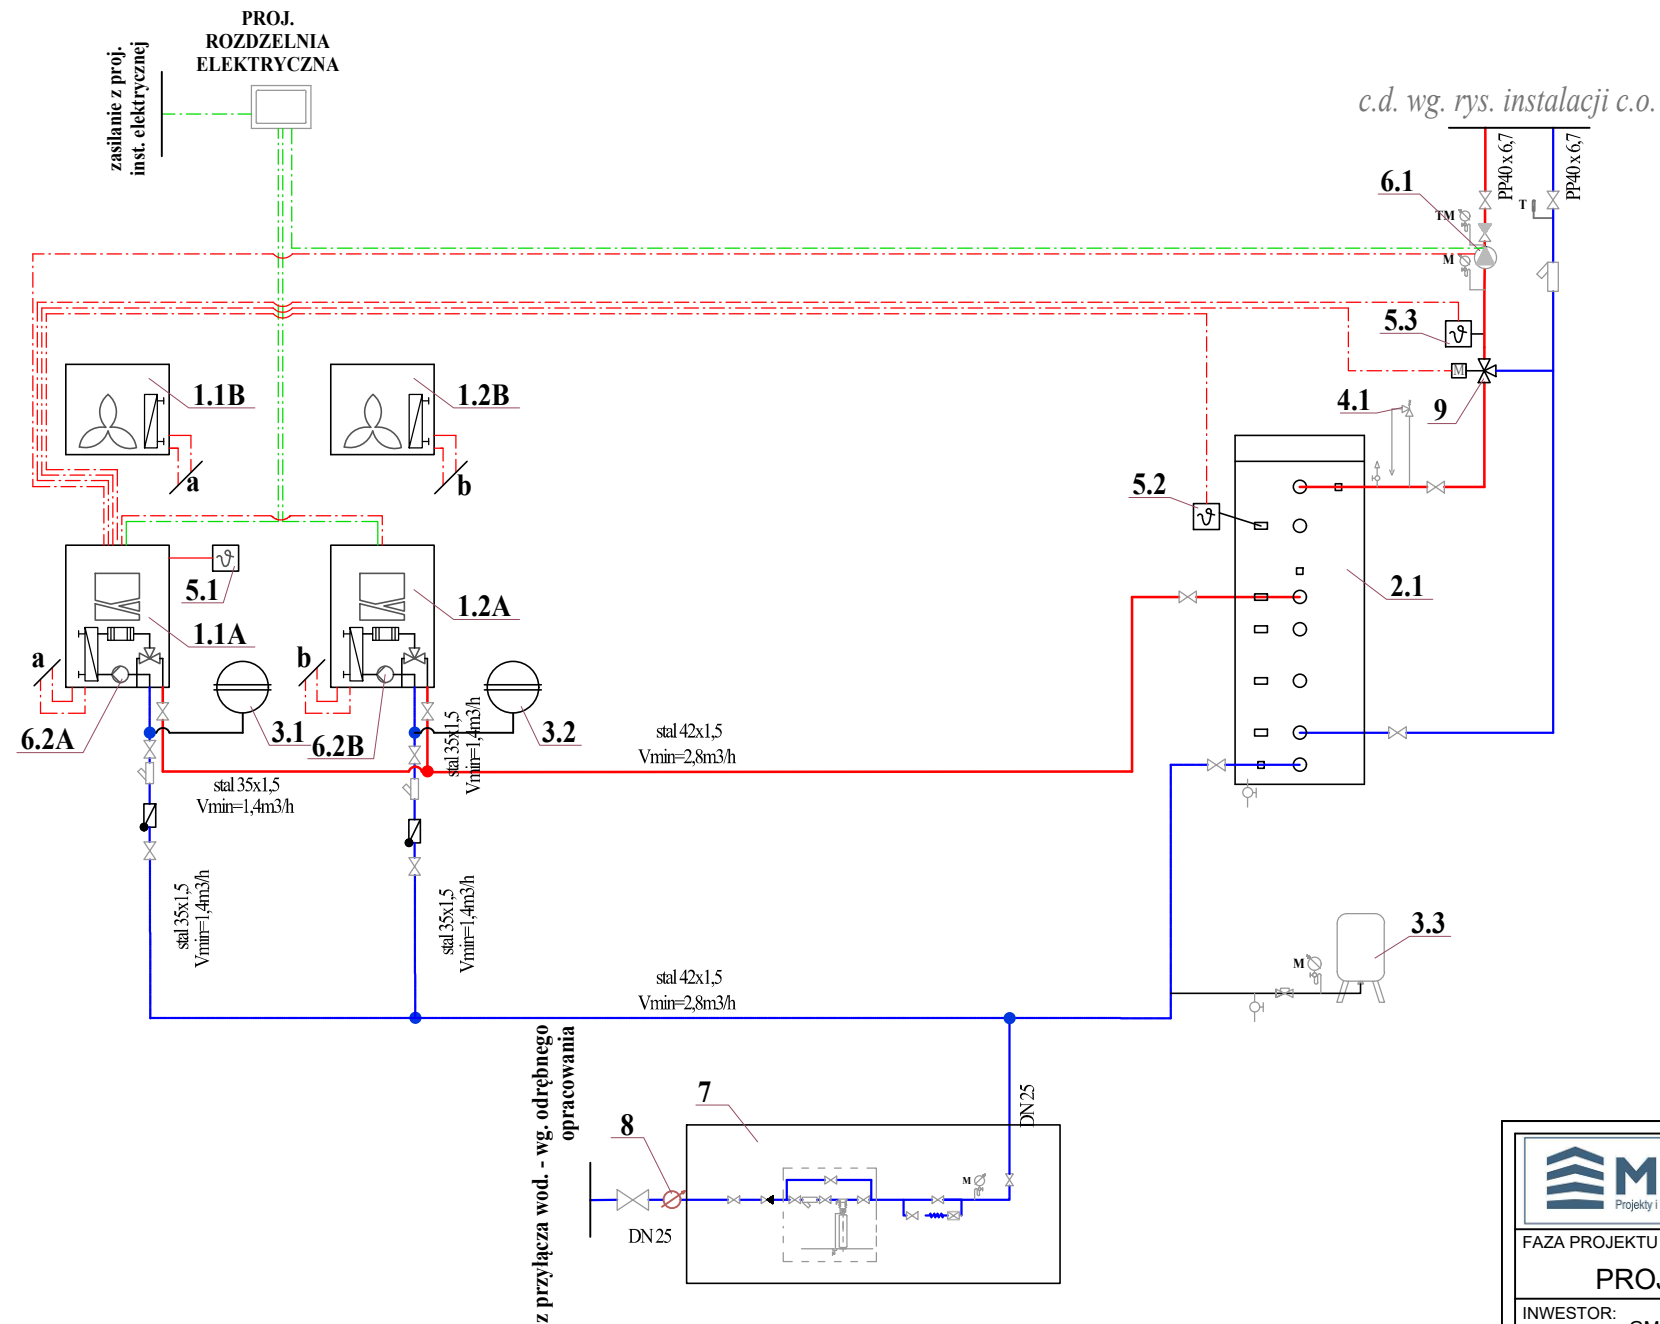 PROJ.
ROZDZELNIA
ELEKTRYCZNA
zasilanie z proj.
inst. elektrycznej
c.d. wg. rys. instalacji c.o.
PP40x6,7
PP40x6,7
6.1
T
TM
M
5.3
M
4.1
9
1.1B
1.2B
a
b
5.2
2.1
5.1
1.1A
1.2A
a
b
6.2A
3.1
6.2B
3.2
stal 35x1,5
Vmin=1,4m3/h
stal 42x1,5
Vmin=2,8m3/h
stal 35x1,5
Vmin=1,4m3/h
stal 35x1,5
Vmin=1,4m3/h
stal 35x1,5
Vmin=1,4m3/h
stal 42x1,5
Vmin=2,8m3/h
M
3.3
z przyłącza wod. - wg. odrębnego
opracowania
7
8
DN25
DN25
M
M
Projekty i
FAZA PROJEKTU
PROJ
INWESTOR: